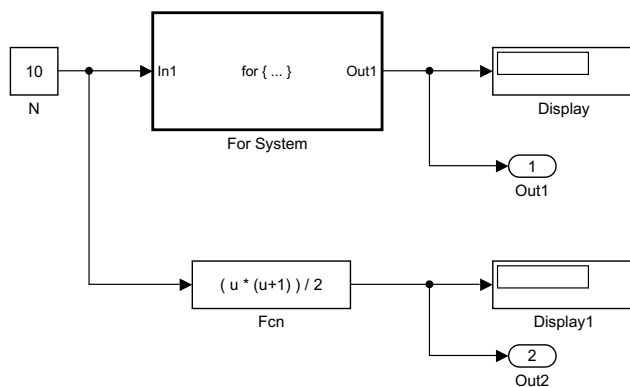 10
N
In1
for { ... }
Out1
For System
Display
1
Out1
( u * (u+1) ) / 2
Fcn
Display1
2
Out2